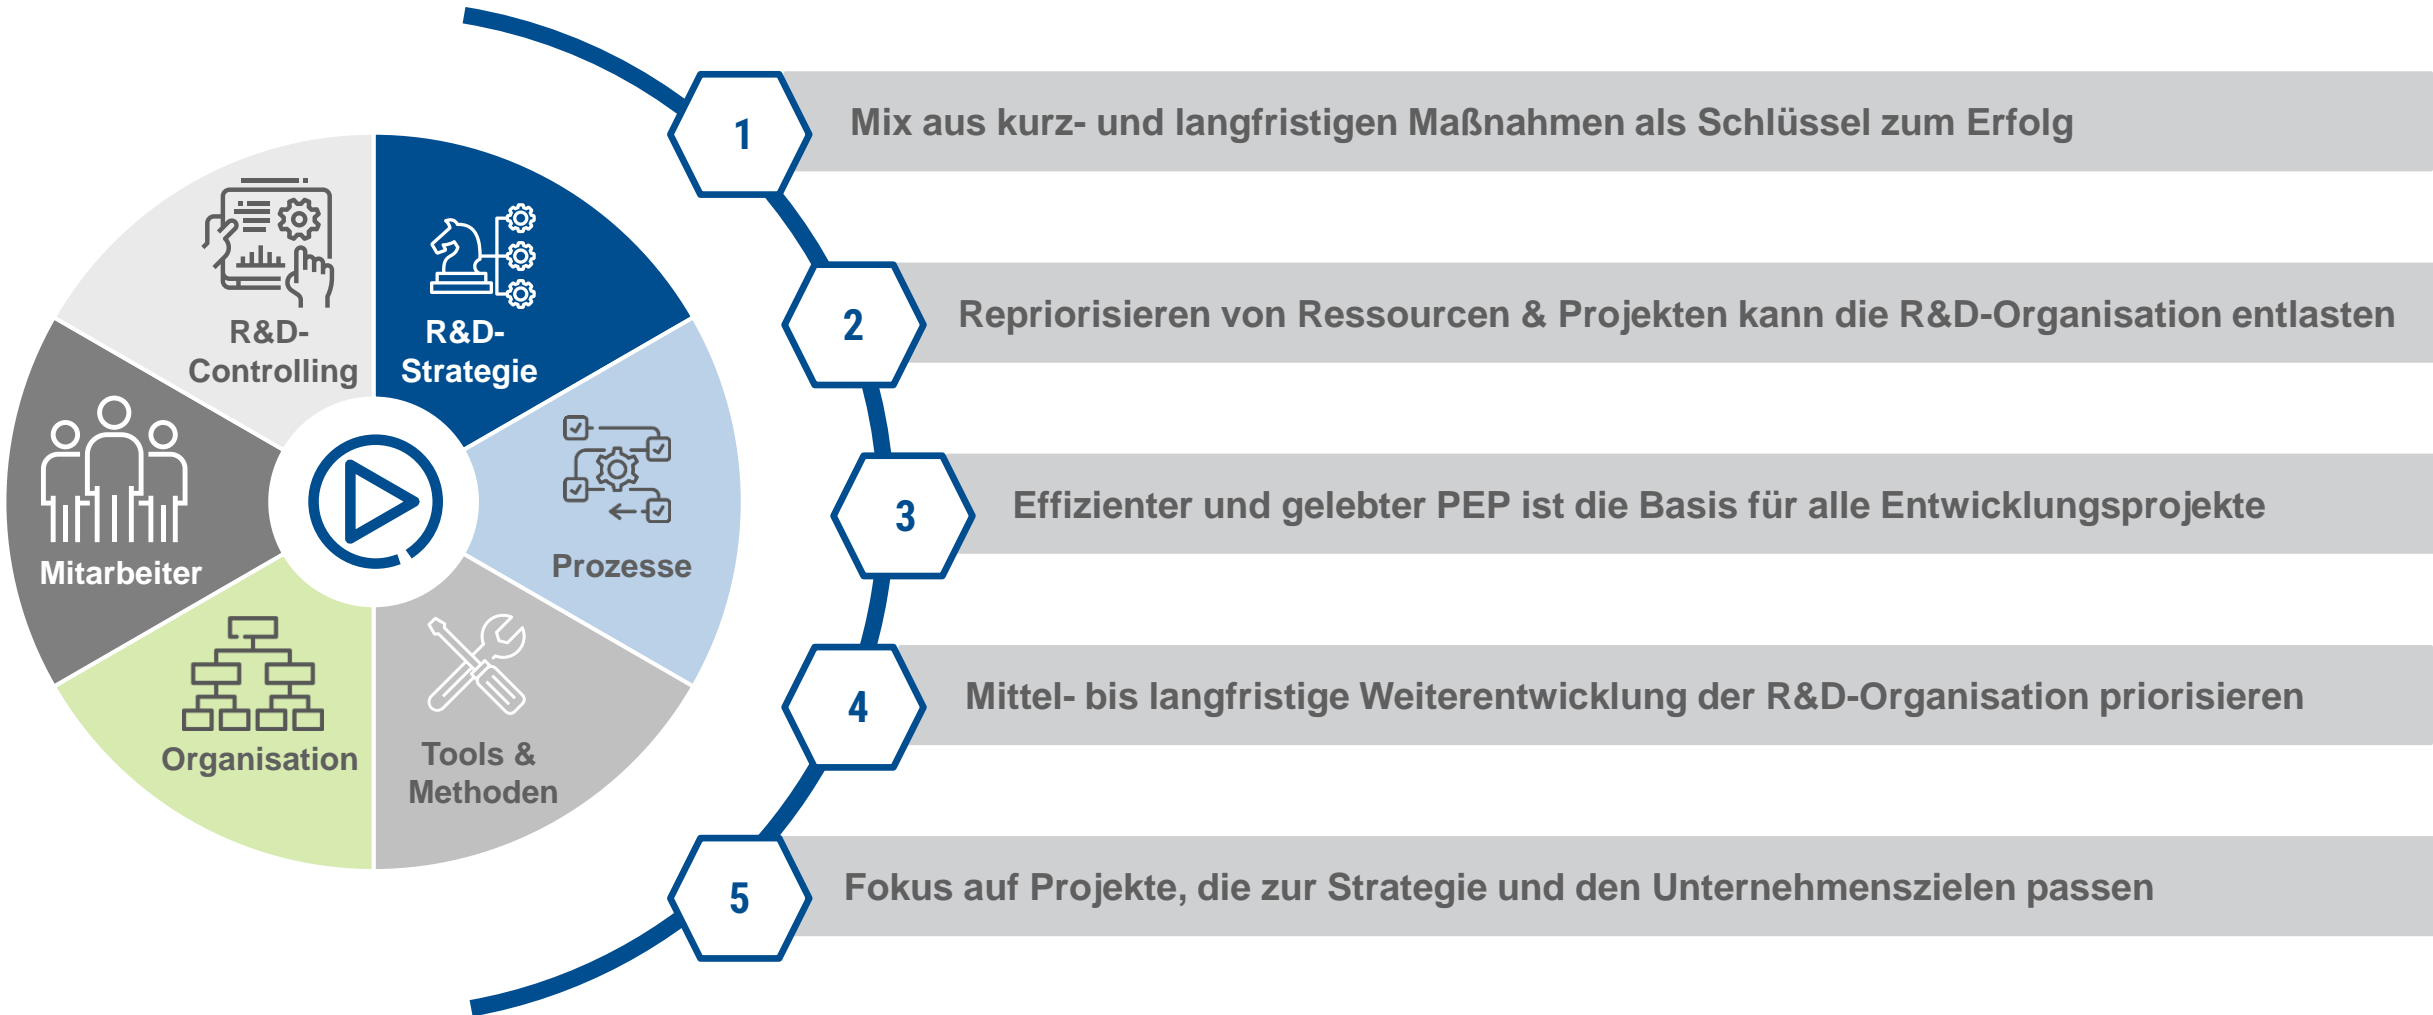 R&D-
Controlling
R&D-
Strategie
Mitarbeiter
Prozesse
Organisation
Tools &
Methoden
1
Mix aus kurz- und langfristigen Maßnahmen als Schlüssel zum Erfolg
2
Repriorisieren von Ressourcen & Projekten kann die R&D-Organisation entlasten
3
Effizienter und gelebter PEP ist die Basis für alle Entwicklungsprojekte
4
Mittel- bis langfristige Weiterentwicklung der R&D-Organisation priorisieren
5
Fokus auf Projekte, die zur Strategie und den Unternehmenszielen passen